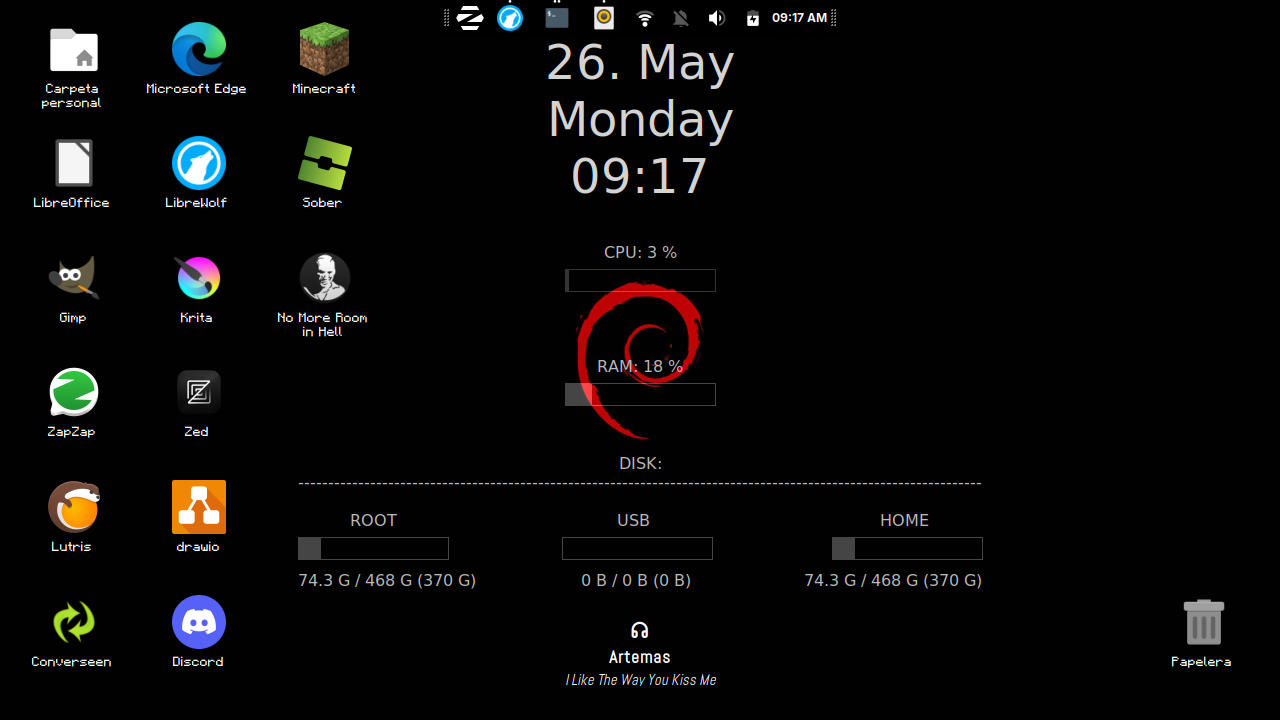 09:17 AM
26. May
Monday
09:17
Carpeta
personal
Microsoft Edge
Minecraft
LibreOffice
LibreWolf
Sober
CPU: 3 %
Gimp
Krita
No More Room
in Hell
RAM: 18 %
ZapZap
Zed
DISK:
--------------------------------------------------------------------------------------------------------------------
ROOT
USB
HOME
Lutris
drawio
74.3 G / 468 G (370 G)
0 B / 0 B (0 B)
74.3 G / 468 G (370 G)
Artemas
I Like The Way You Kiss Me
Converseen
Discord
Papelera